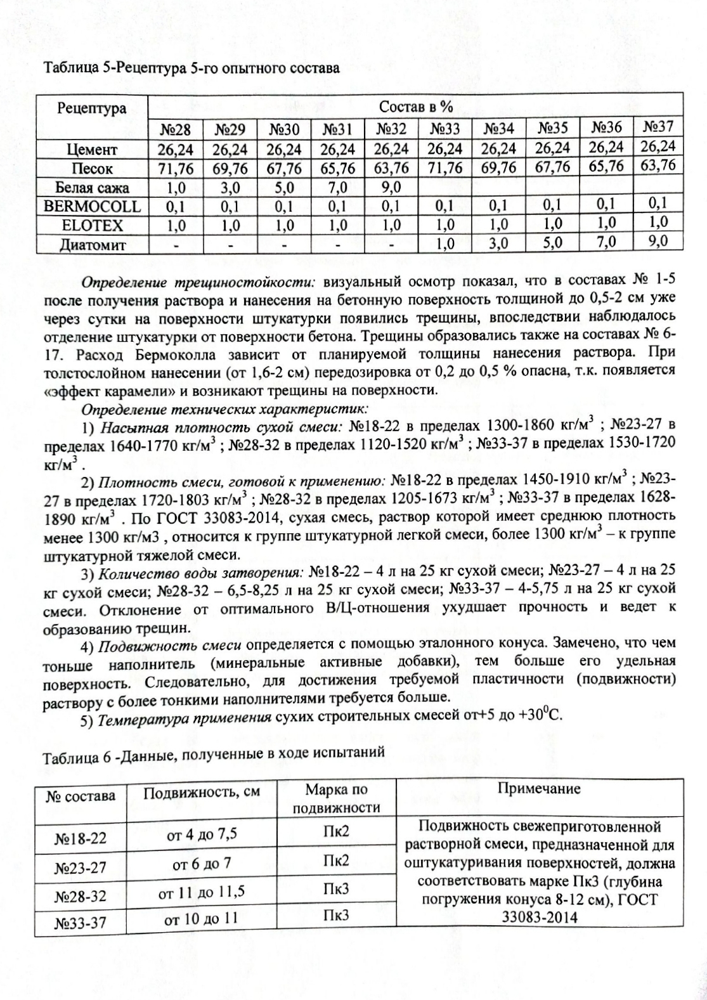 Таблица 5-Рецептура 5-го опытного состава
Рецептура Состав в %
№28 №29 №30 №31 №32 №33 №34 №35 №36 №37
Цемент 26,24 26,24 26,24 26,24 26,24 26,24 26,24 26,24 26,24 26,24
Песок 71,76 69,76 67,76 65,76 63,76 71,76 69,76 67,76 65,76 63,76
Белая сажа 1,0 3,0 5,0 7,0 9,0
BERMOCOLL 0,1 0,1 0,1 0,1 0,1 0,1 0,1 0,1 0,1 0,1
ELOTEX 1,0 1,0 1,0 1,0 1,0 1,0 1,0 1,0 1,0 1,0
Диатомит - - - - - 1,0 3,0 5,0 7,0 9,0
Определение трещиностойкости: визуальный осмотр показал, что в составах № 1-5
после получения раствора и нанесения на бетонную поверхность толщиной до 0,5-2 см уже
через сутки на поверхности штукатурки появились трещины, впоследствии наблюдалось
отделение штукатурки от поверхности бетона. Трещины образовались также на составах № 6-
17. Расход Бермоколла зависит от планируемой толщины нанесения раствора. При
толстослойном нанесении (от 1,6-2 см) передозировка от 0,2 до 0,5 % опасна, т.к. появляется
«эффект карамели» и возникают трещины на поверхности.
Определение технических характеристик:
1) Насыпная плотность сухой смеси: №18-22 в пределах 1300-1860 кг/м³ ; №23-27 в
пределах 1640-1770 кг/м³ ; №28-32 в пределах 1120-1520 кг/м³ ; №33-37 в пределах 1530-1720
кг/м³ .
2) Плотность смеси, готовой к применению: №18-22 в пределах 1450-1910 кг/м³ ; №23-
27 в пределах 1720-1803 кг/м³ ; №28-32 в пределах 1205-1673 кг/м³ ; №33-37 в пределах 1628-
1890 кг/м³ . По ГОСТ 33083-2014, сухая смесь, раствор которой имеет среднюю плотность
менее 1300 кг/м3 , относится к группе штукатурной легкой смеси, более 1300 кг/м³ – к группе
штукатурной тяжелой смеси.
3) Количество воды затворения: №18-22 – 4 л на 25 кг сухой смеси; №23-27 – 4 л на 25
кг сухой смеси; №28-32 – 6,5-8,25 л на 25 кг сухой смеси; №33-37 – 4-5,75 л на 25 кг сухой
смеси. Отклонение от оптимального В/Ц-отношения ухудшает прочность и ведет к
образованию трещин.
4) Подвижность смеси определяется с помощью эталонного конуса. Замечено, что чем
тоньше наполнитель (минеральные активные добавки), тем больше его удельная
поверхность. Следовательно, для достижения требуемой пластичности (подвижности)
раствору с более тонкими наполнителями требуется больше.
5) Температура применения сухих строительных смесей от+5 до +30⁰С.
Таблица 6 -Данные, полученные в ходе испытаний
№ состава Подвижность, см Марка по Примечание
подвижности
№18-22 от 4 до 7,5 Пк2 Подвижность свежеприготовленной
растворной смеси, предназначенной для
№23-27 от 6 до 7 Пк2 оштукатуривания поверхностей, должна
№28-32 от 11 до 11,5 Пк3 соответствовать марке Пк3 (глубина
погружения конуса 8-12 см), ГОСТ
№33-37 от 10 до 11 Пк3 33083-2014